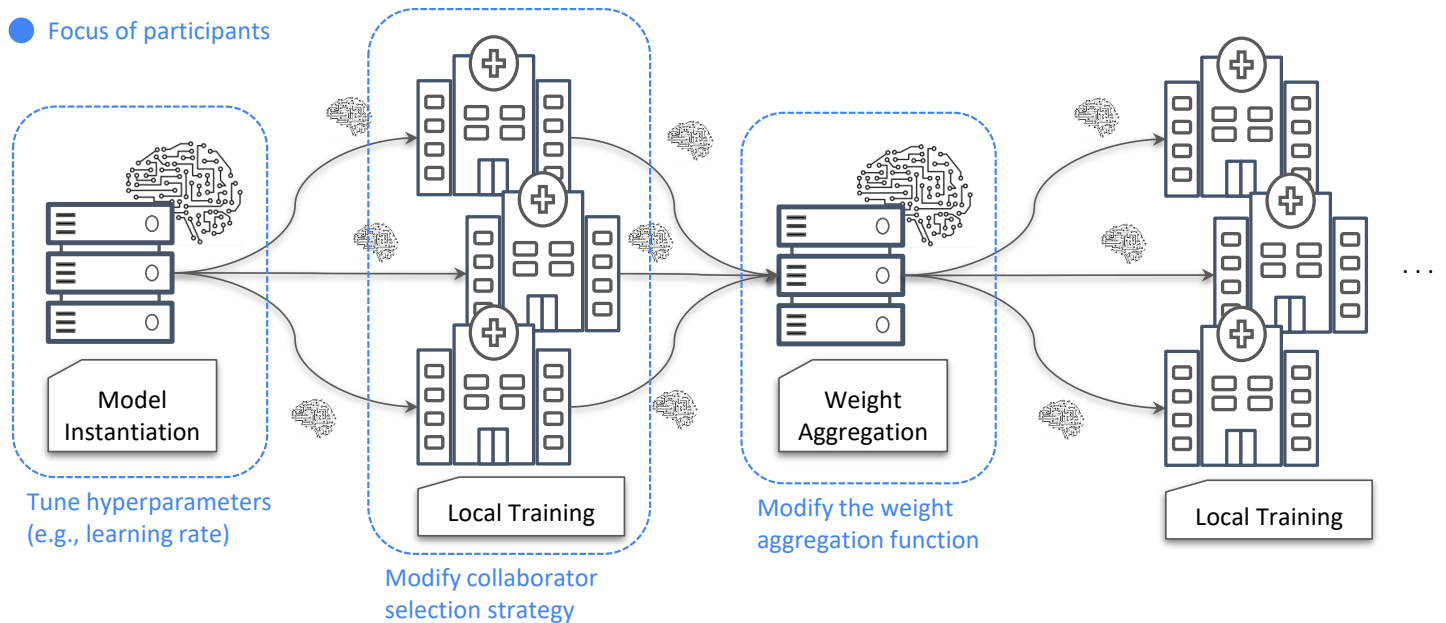 Focus of participants
Model
Instantiation
Tune hyperparameters
(e.g., learning rate)
Local Training
Modify collaborator
selection strategy
Weight
Aggregation
Modify the weight
aggregation function
Local Training
. . .